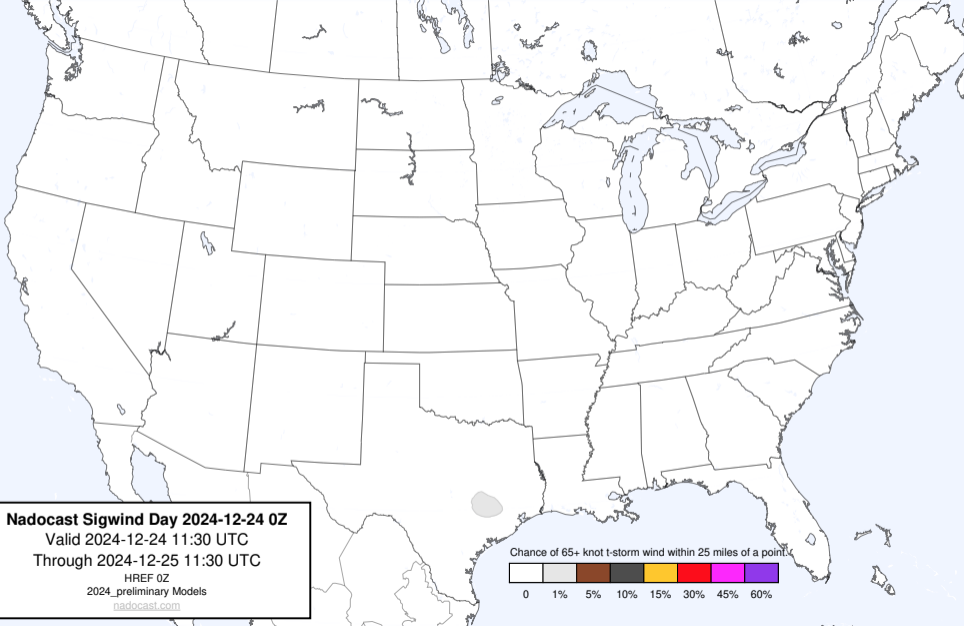 Nadocast Sigwind Day 2024-12-24 0Z
Valid 2024-12-24 11:30 UTC
Through 2024-12-25 11:30 UTC
HREF 0Z
2024_preliminary Models
nadocast.com
Chance of 65+ knot t-storm wind within 25 miles of a point.
0 1% 5% 10% 15% 30% 45% 60%